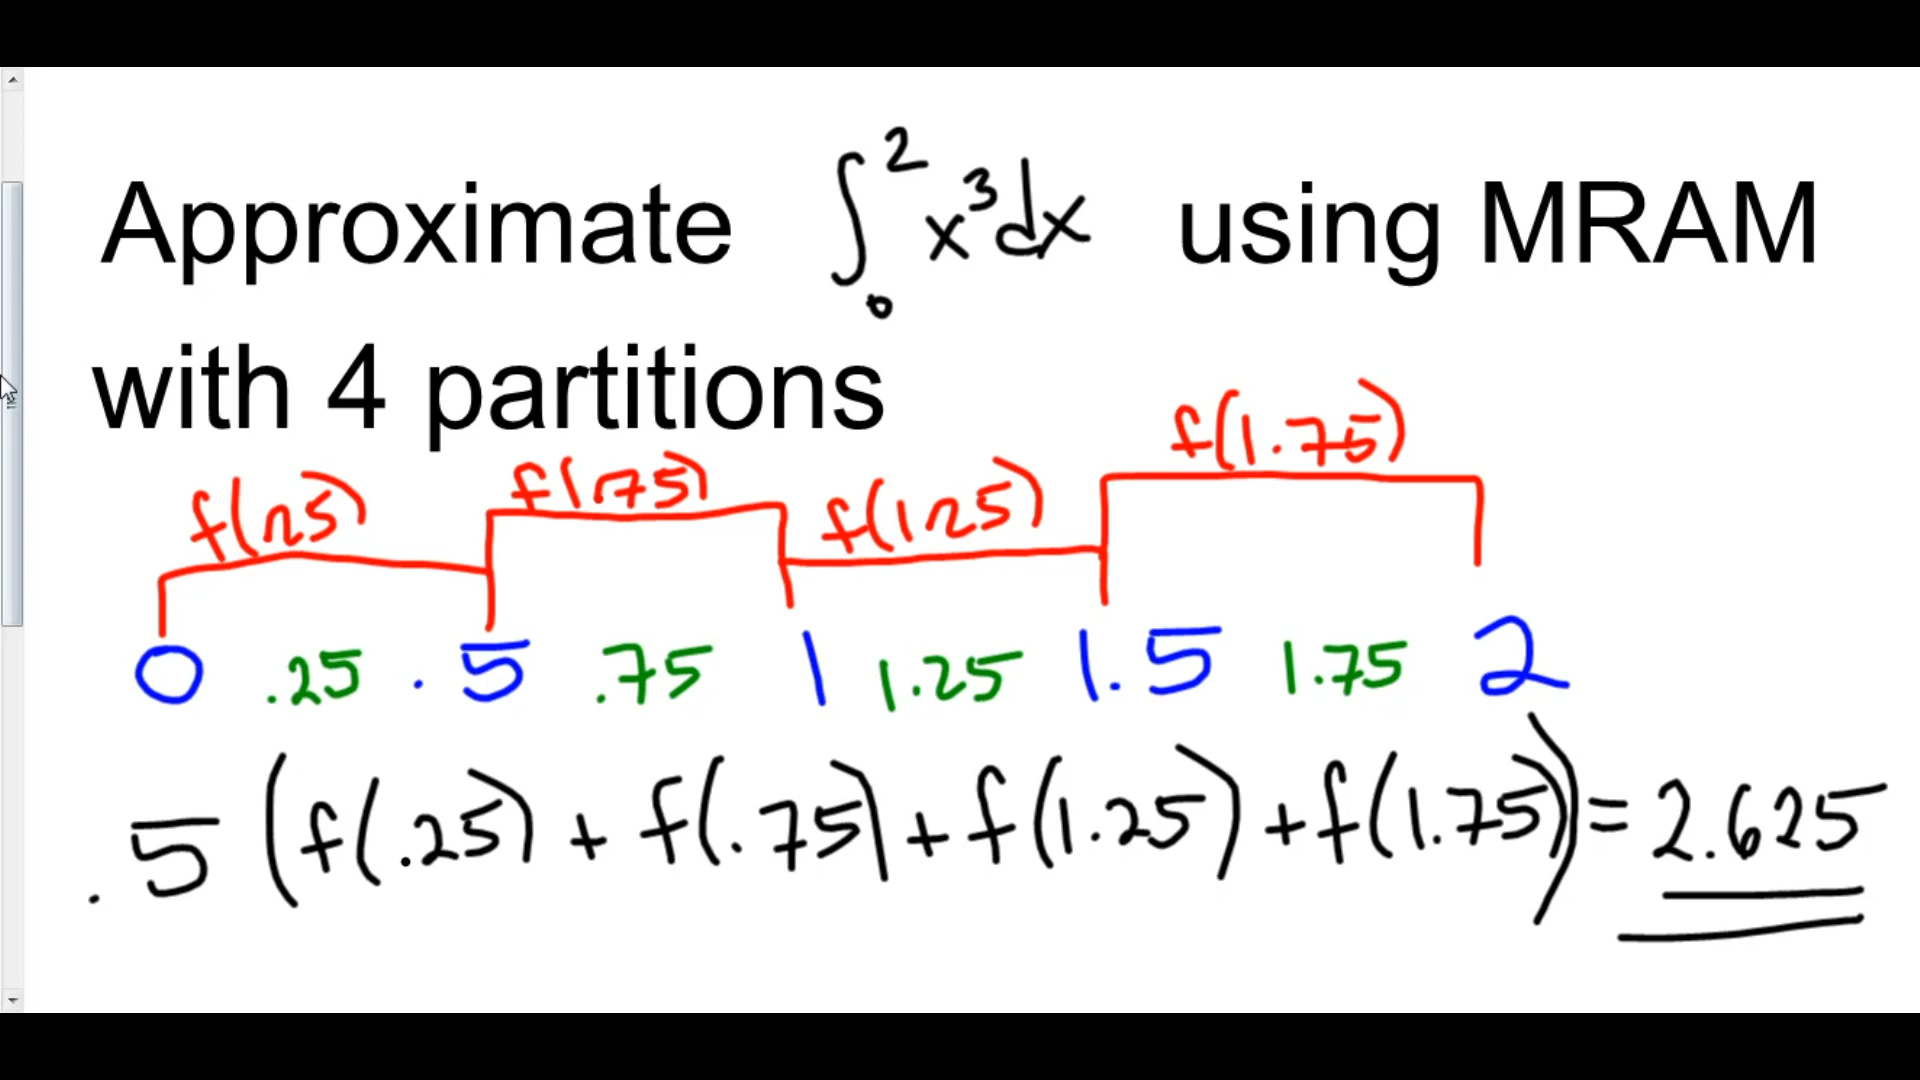 Approximate ∫₀² x³dx using MRAM
with 4 partitions
f(.25) f(.75) f(1.25) f(1.75)
0 .25 .5 .75 1 1.25 1.5 1.75 2
.5 (f(.25) + f(.75) + f(1.25) + f(1.75)) = 2.625